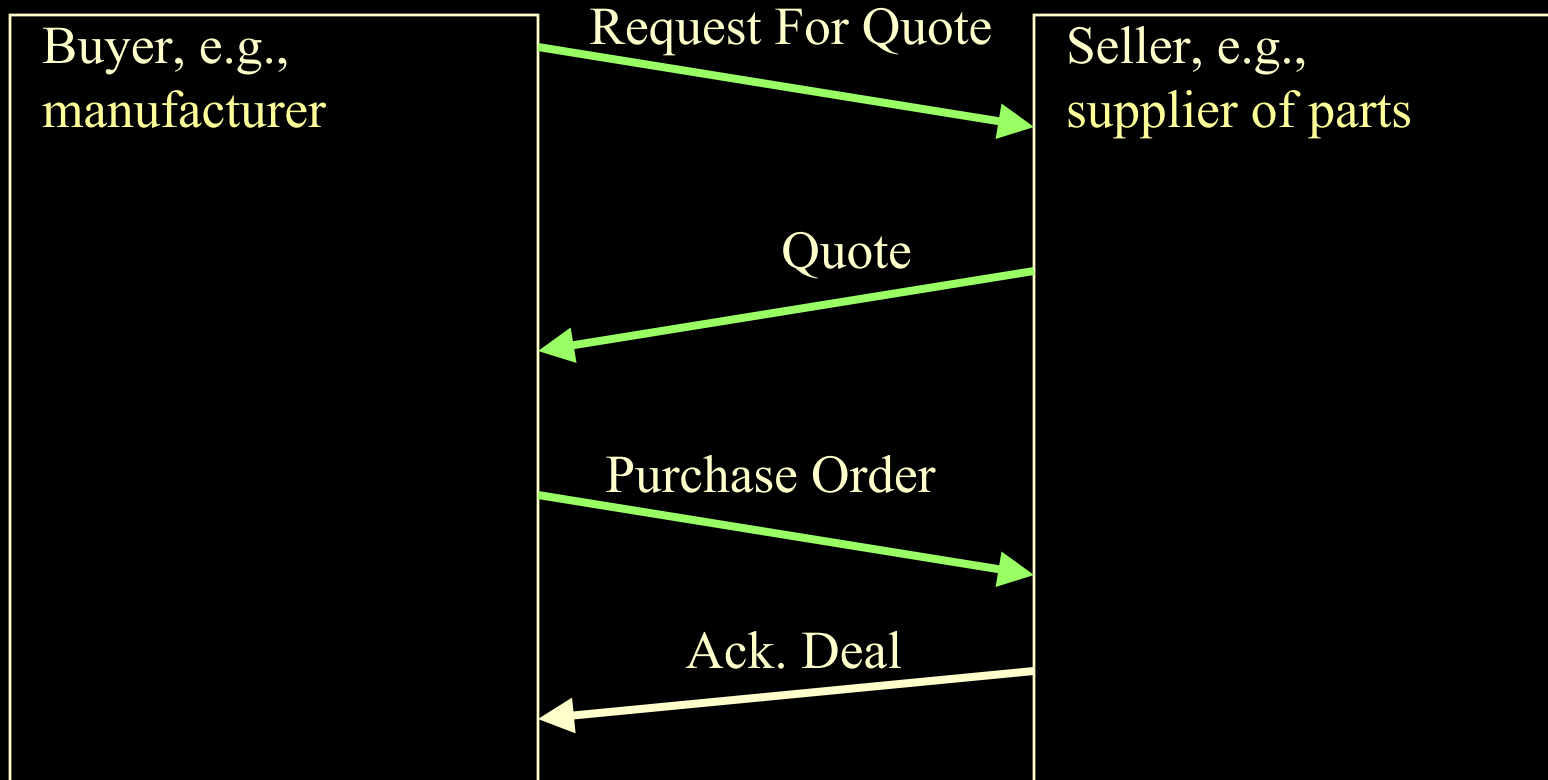 Buyer, e.g.,
manufacturer
Request For Quote
Seller, e.g.,
supplier of parts
Quote
Purchase Order
Ack. Deal